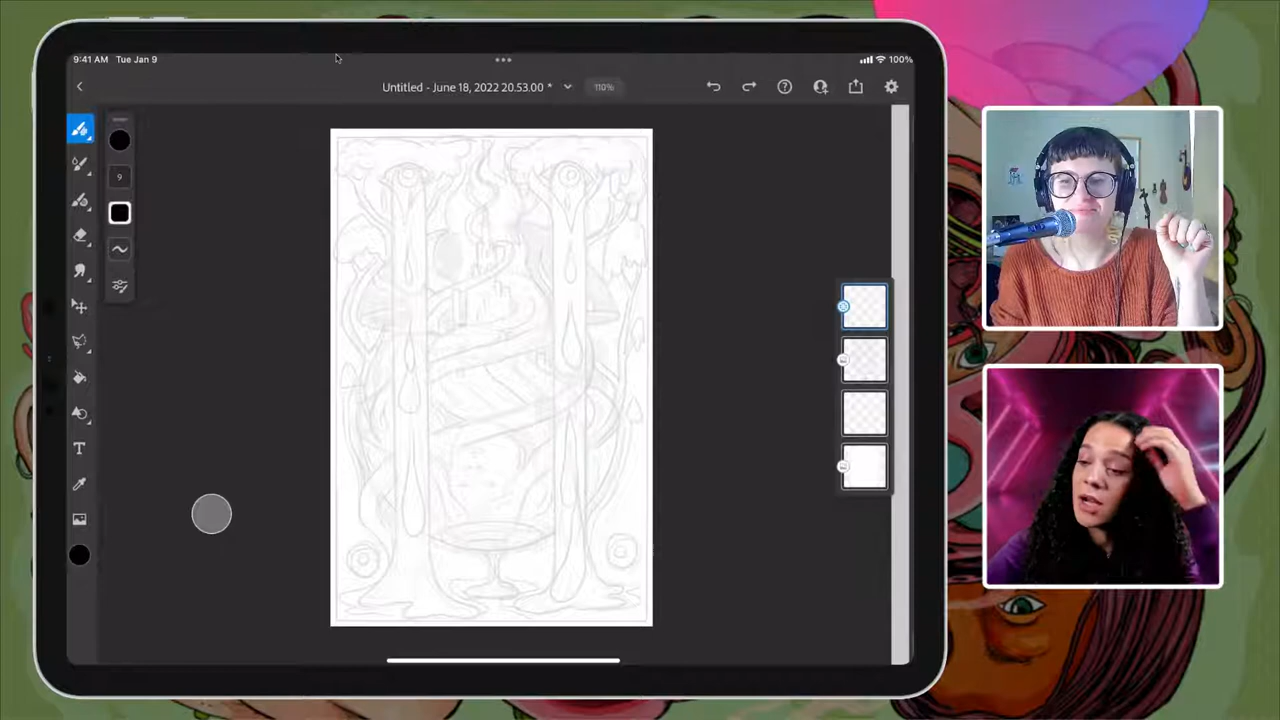 9:41 AM Tue Jan 9
100%
Untitled - June 18, 2022 20.53.00 *
110%
9
T